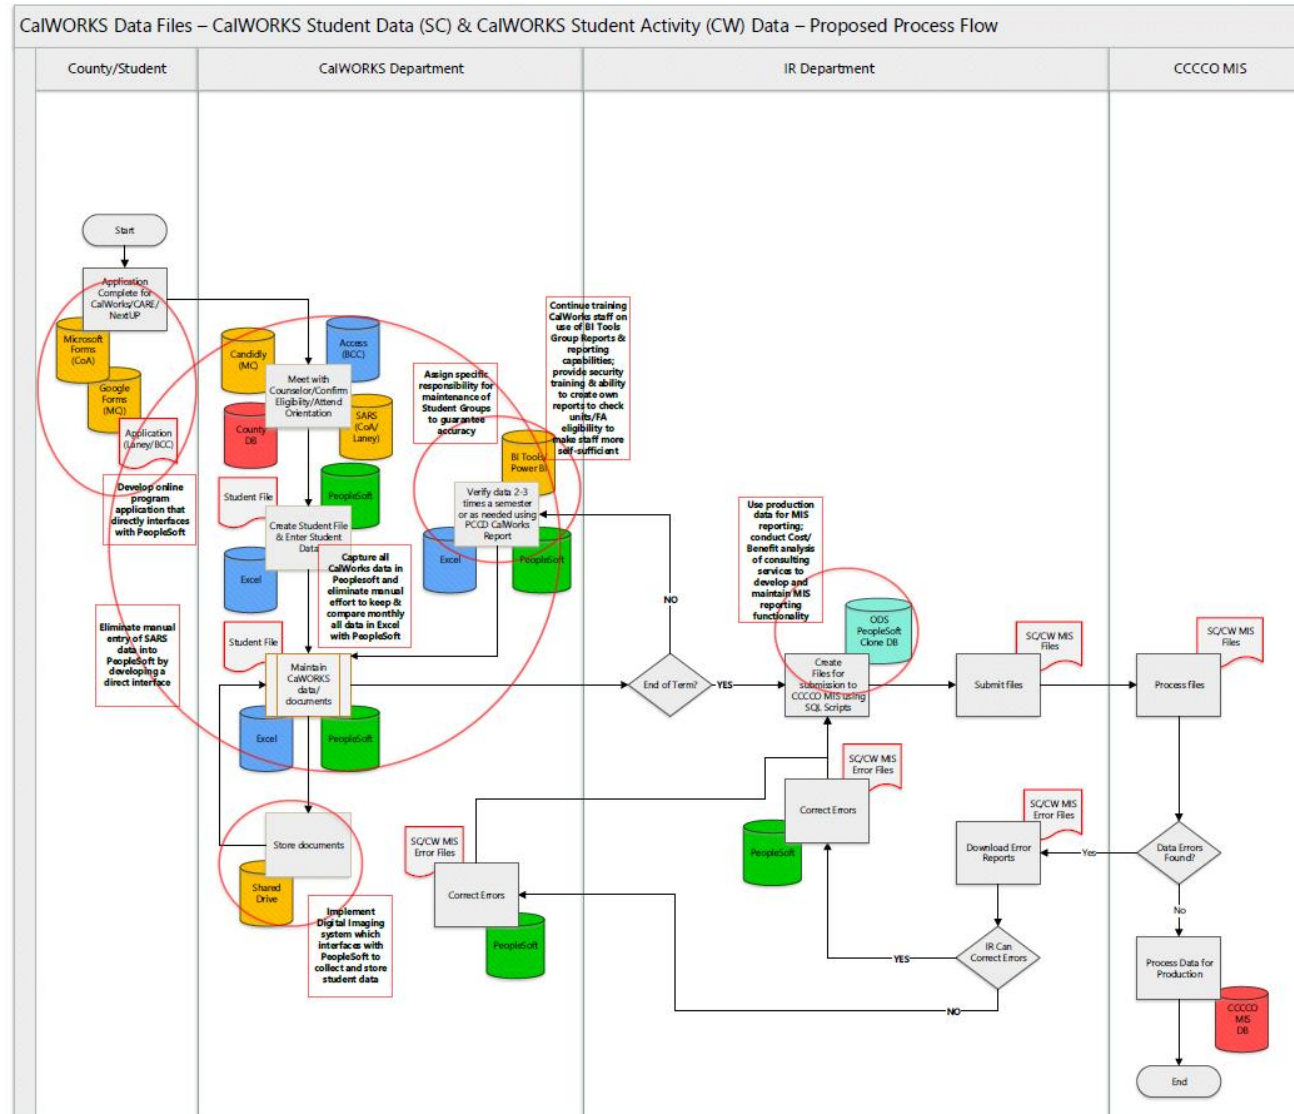 CalWORKS Data Files – CalWORKS Student Data (SC) & CalWORKS Student Activity (CW) Data – Proposed Process Flow
County/Student
CalWORKS Department
IR Department
CCCCO MIS
Start
Application
Complete for
CalWorks/CARE/
NextUP
Microsoft
Forms
(CoA)
Google
Forms
(MC)
Application
(Laney/BCC)
Develop online
program
application that
directly interfaces
with PeopleSoft
Eliminate manual
entry of SARS
data into
PeopleSoft by
developing a
direct interface
Candidly
(MC)
Access
(BCC)
Meet with
Counselor/Confirm
Eligibility/Attend
Orientation
County
DB
SARS
(CoA/
Laney)
Student File
PeopleSoft
Create Student File
& Enter Student
Data
Excel
Capture all
CalWorks data in
Peoplesoft and
eliminate manual
effort to keep &
compare monthly
all data in Excel
with PeopleSoft
Student File
Maintain
CaWORKS
data/
documents
Excel
PeopleSoft
Store documents
Shared
Drive
Implement
Digital Imaging
system which
interfaces with
PeopleSoft to
collect and store
student data
Assign specific
responsibility for
maintenance of
Student Groups
to guarantee
accuracy
Continue training
CalWorks staff on
use of BI Tools
Group Reports &
reporting
capabilities;
provide security
training & ability
to create own
reports to check
units/FA
eligibility to
make staff more
self-sufficient
BI Tools/
Power BI
Verify data 2-3
times a semester
or as needed using
PCCD CalWorks
Report
Excel
PeopleSoft
SC/CW MIS
Error Files
Correct Errors
PeopleSoft
NO
End of Term?
YES
Use production
data for MIS
reporting;
conduct Cost/
Benefit analysis
of consulting
services to
develop and
maintain MIS
reporting
functionality
ODS
PeopleSoft
Clone DB
Create
Files for
submission to
CCCCO MIS using
SQL Scripts
SC/CW MIS
Files
Submit files
SC/CW MIS
Error Files
Correct Errors
PeopleSoft
SC/CW MIS
Error Files
Download Error
Reports
IR Can
Correct Errors
YES
NO
SC/CW MIS
Files
Process files
Data Errors
Found?
Yes
No
Process Data for
Production
CCCCO
MIS
DB
End